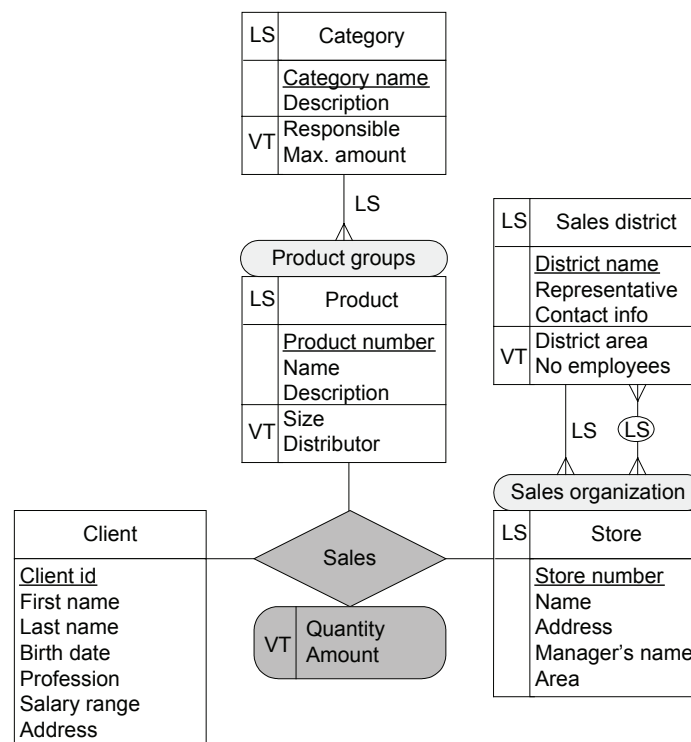 LS Category
Category name
Description
VT Responsible
Max. amount
LS
Product groups
LS Product
Product number
Name
Description
VT Size
Distributor
LS Sales district
District name
Representative
Contact info
VT District area
No employees
LS LS
Sales organization
LS Store
Store number
Name
Address
Manager's name
Area
Client
Client id
First name
Last name
Birth date
Profession
Salary range
Address
Sales
VT Quantity
Amount